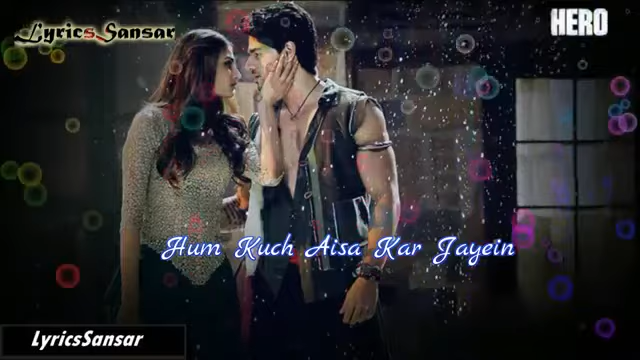 LyricsSansar
HERO
Hum Kuch Aisa Kar Jayein
LyricsSansar